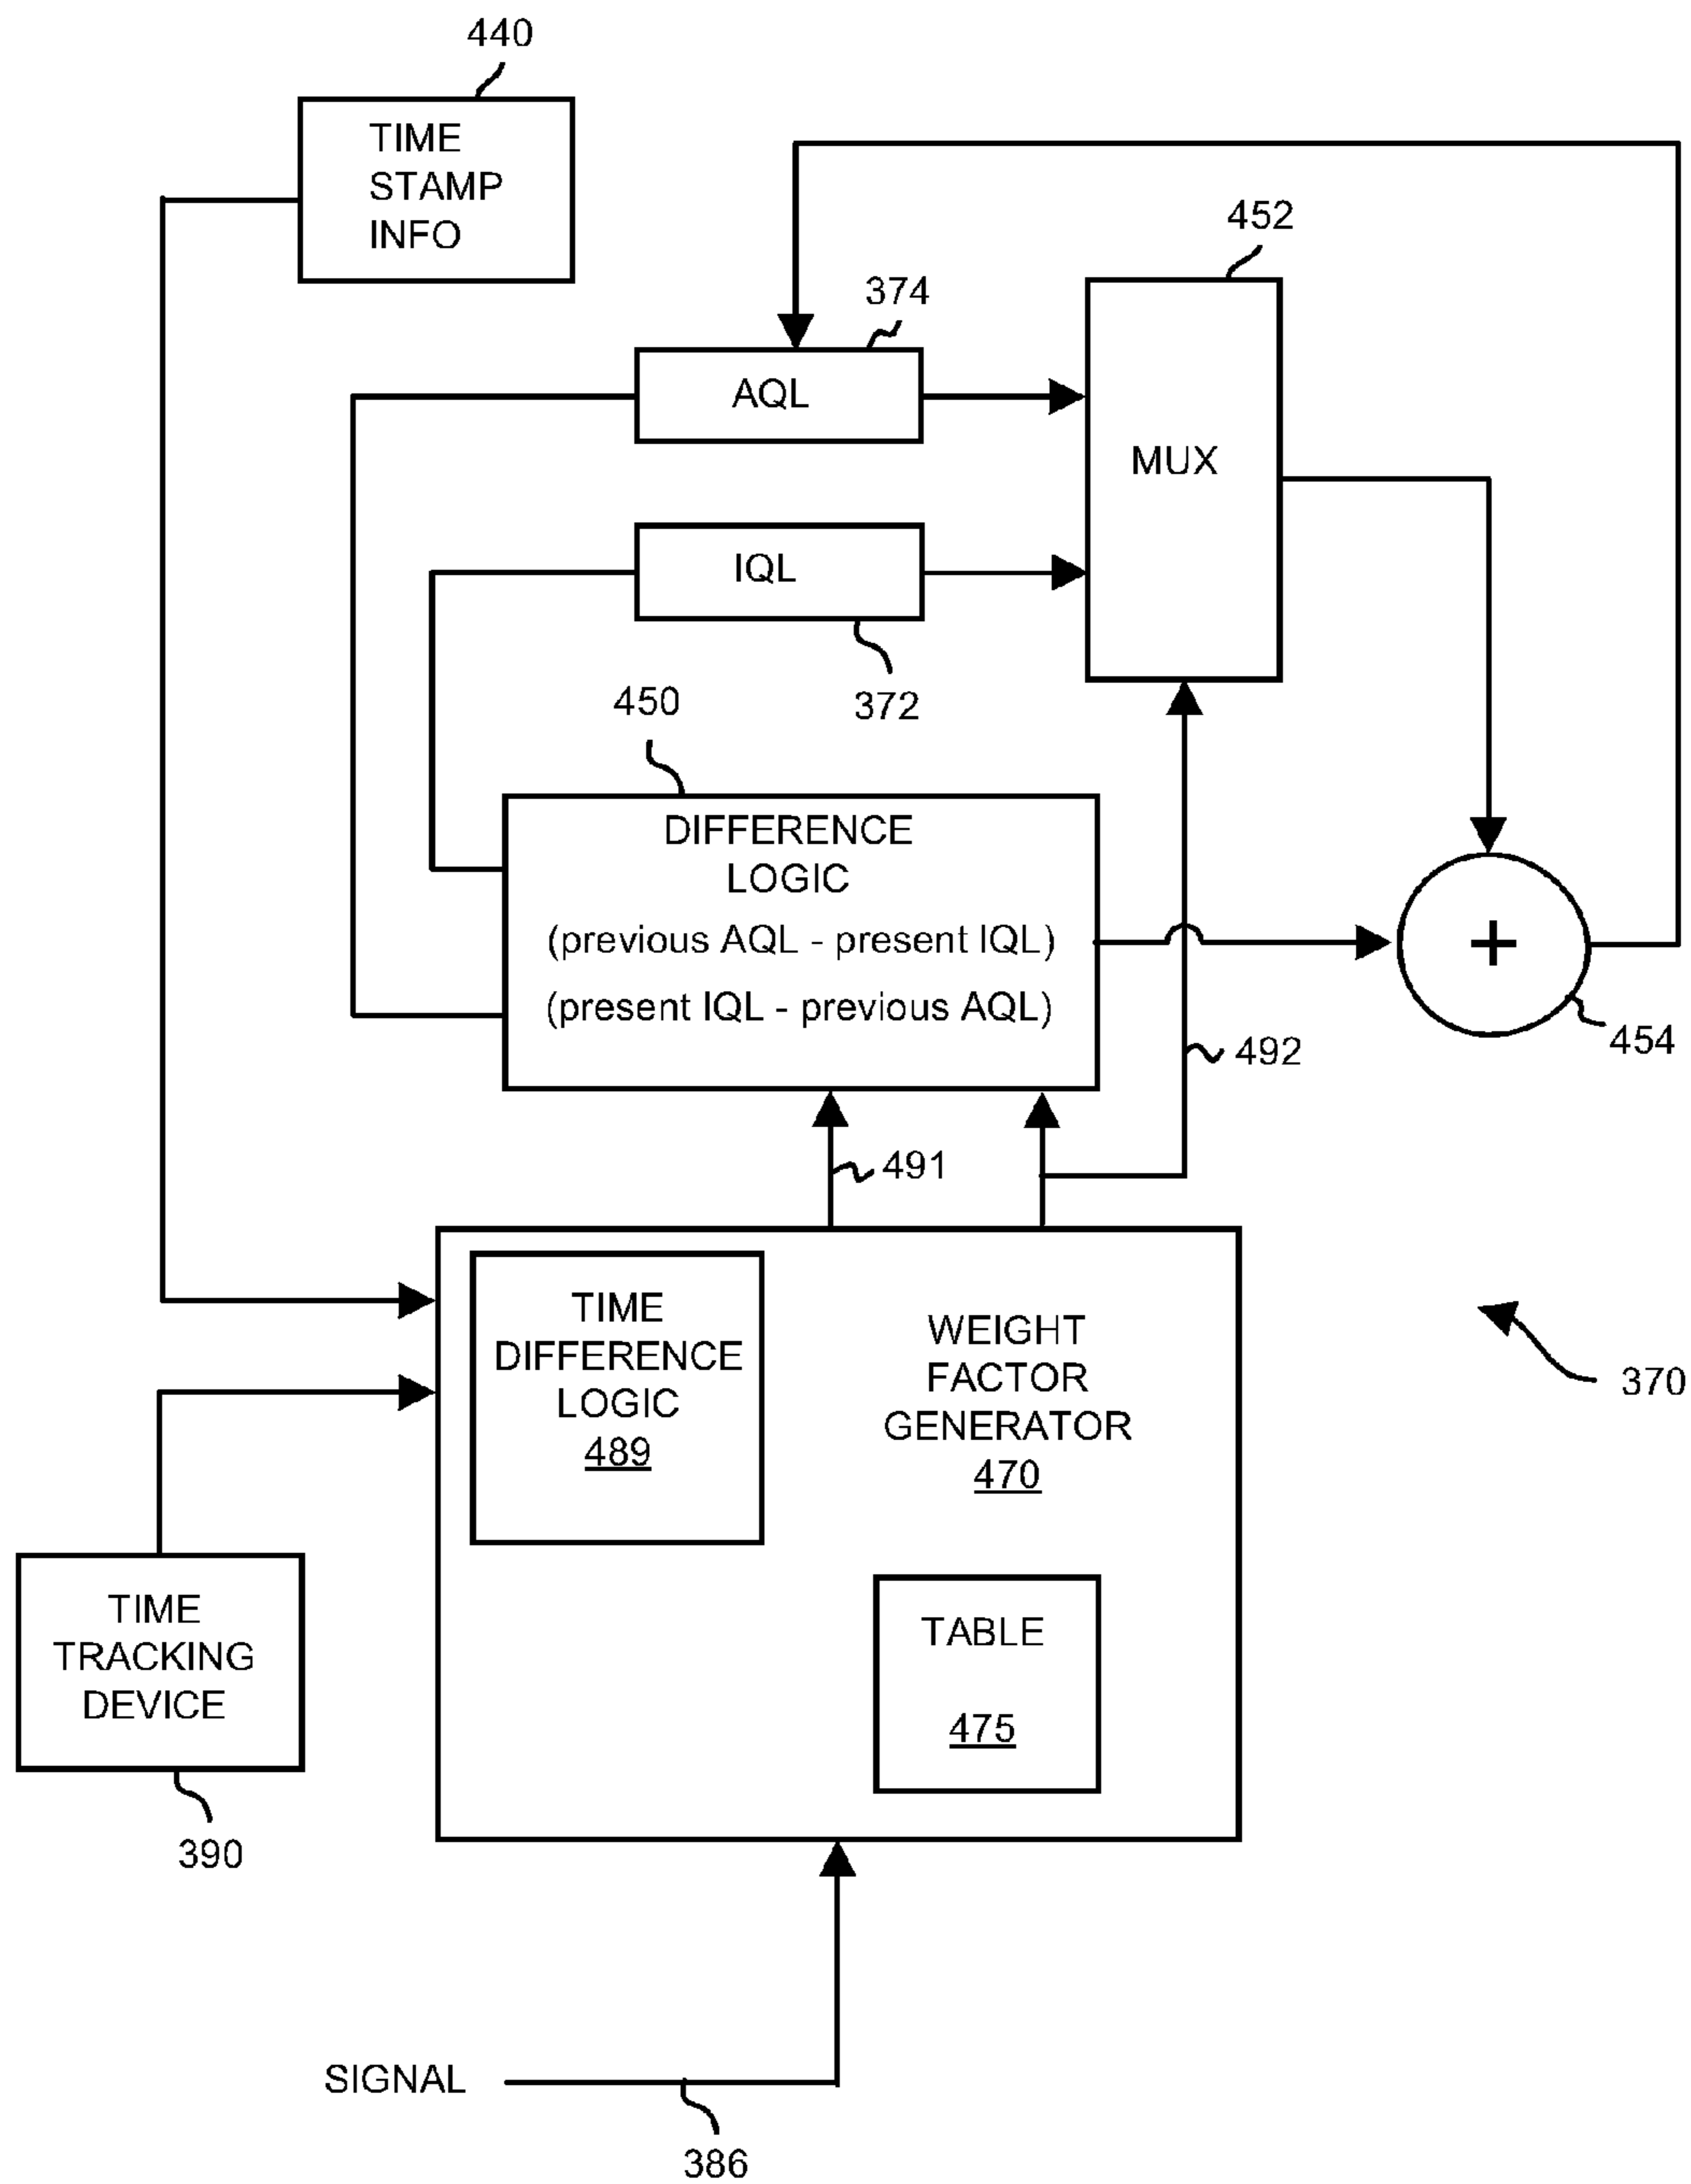 440
TIME
STAMP
INFO
452
374
AQL
MUX
IQL
372
450
DIFFERENCE
LOGIC
(previous AQL - present IQL)
(present IQL - previous AQL)
+
454
492
491
TIME
DIFFERENCE
LOGIC
489
WEIGHT
FACTOR
GENERATOR
470
370
TIME
TRACKING
DEVICE
390
TABLE
475
SIGNAL
386